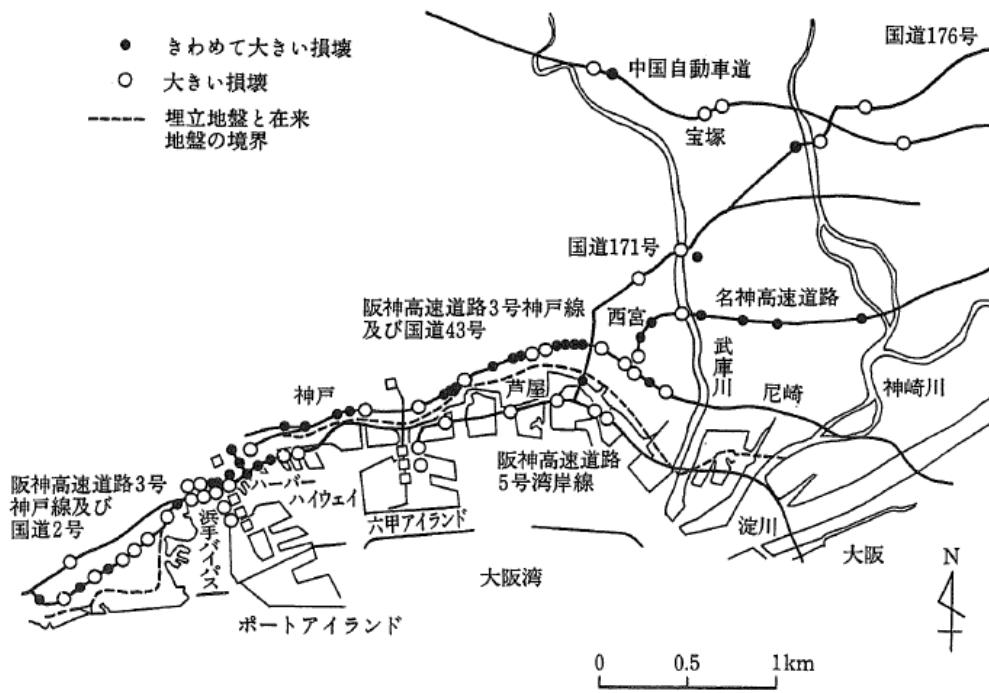 きわめて大きい損壊
大きい損壊
埋立地盤と在来
地盤の境界
国道176号
中国自動車道
宝塚
国道171号
阪神高速道路3号神戸線
及び国道43号
西宮
名神高速道路
武庫川
神戸
芦屋
尼崎
神崎川
阪神高速道路3号
神戸線及び
国道2号
ハーバー
ハイウェイ
浜手バイパス
六甲アイランド
阪神高速道路
5号湾岸線
淀川
大阪
大阪湾
ポートアイランド
N
0 0.5 1km